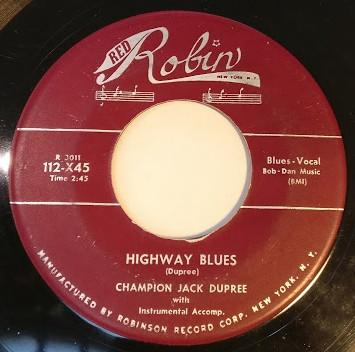 RED Robin
NEW YORK, N.Y.
R 3011
112-X45
Time 2:45
Blues-Vocal
Bob-Dan Music
(BMI)
HIGHWAY BLUES
(Dupree)
CHAMPION JACK DUPREE
with
Instrumental Accomp.
MANUFACTURED BY ROBINSON RECORD CORP. NEW YORK, N. Y.